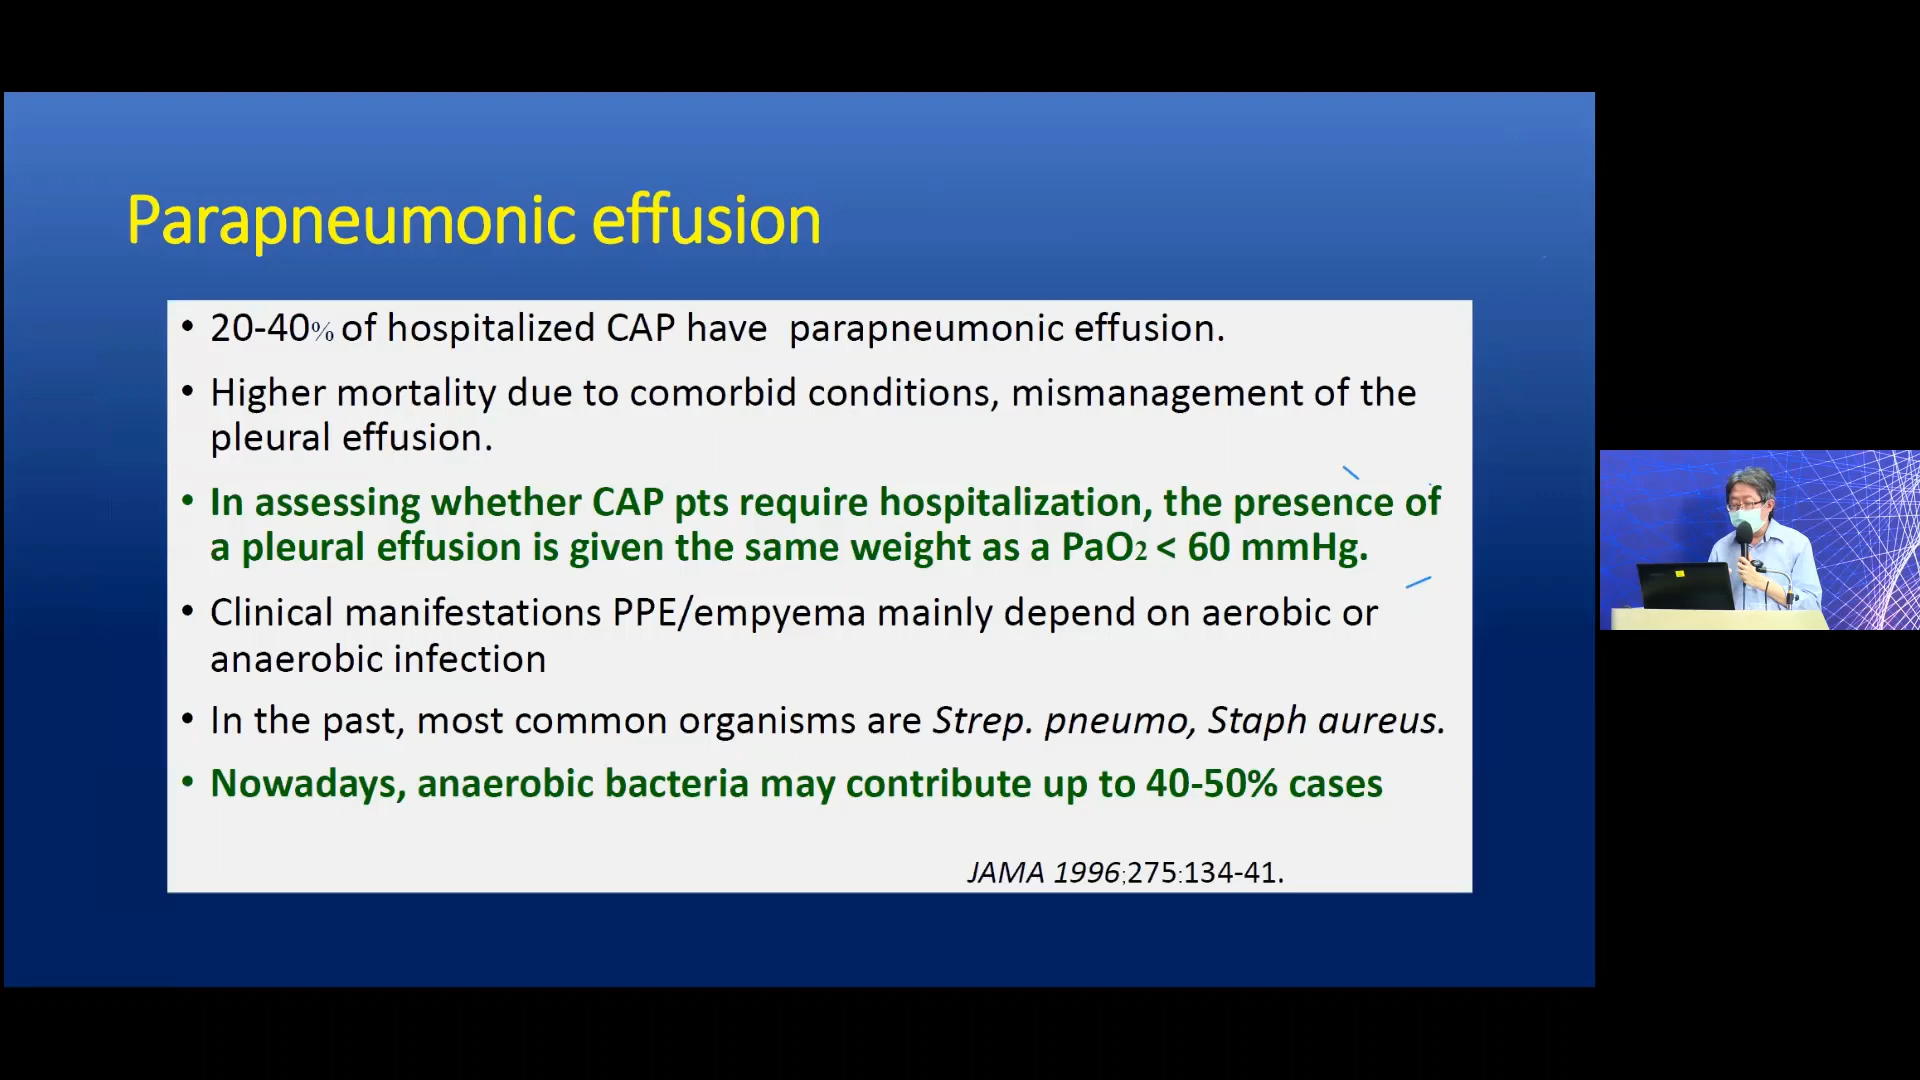 Parapneumonic effusion
• 20-40% of hospitalized CAP have  parapneumonic effusion.
• Higher mortality due to comorbid conditions, mismanagement of the
pleural effusion.
• In assessing whether CAP pts require hospitalization, the presence of
a pleural effusion is given the same weight as a PaO₂ < 60 mmHg.
• Clinical manifestations PPE/empyema mainly depend on aerobic or
anaerobic infection
• In the past, most common organisms are Strep. pneumo, Staph aureus.
• Nowadays, anaerobic bacteria may contribute up to 40-50% cases
JAMA 1996;275:134-41.